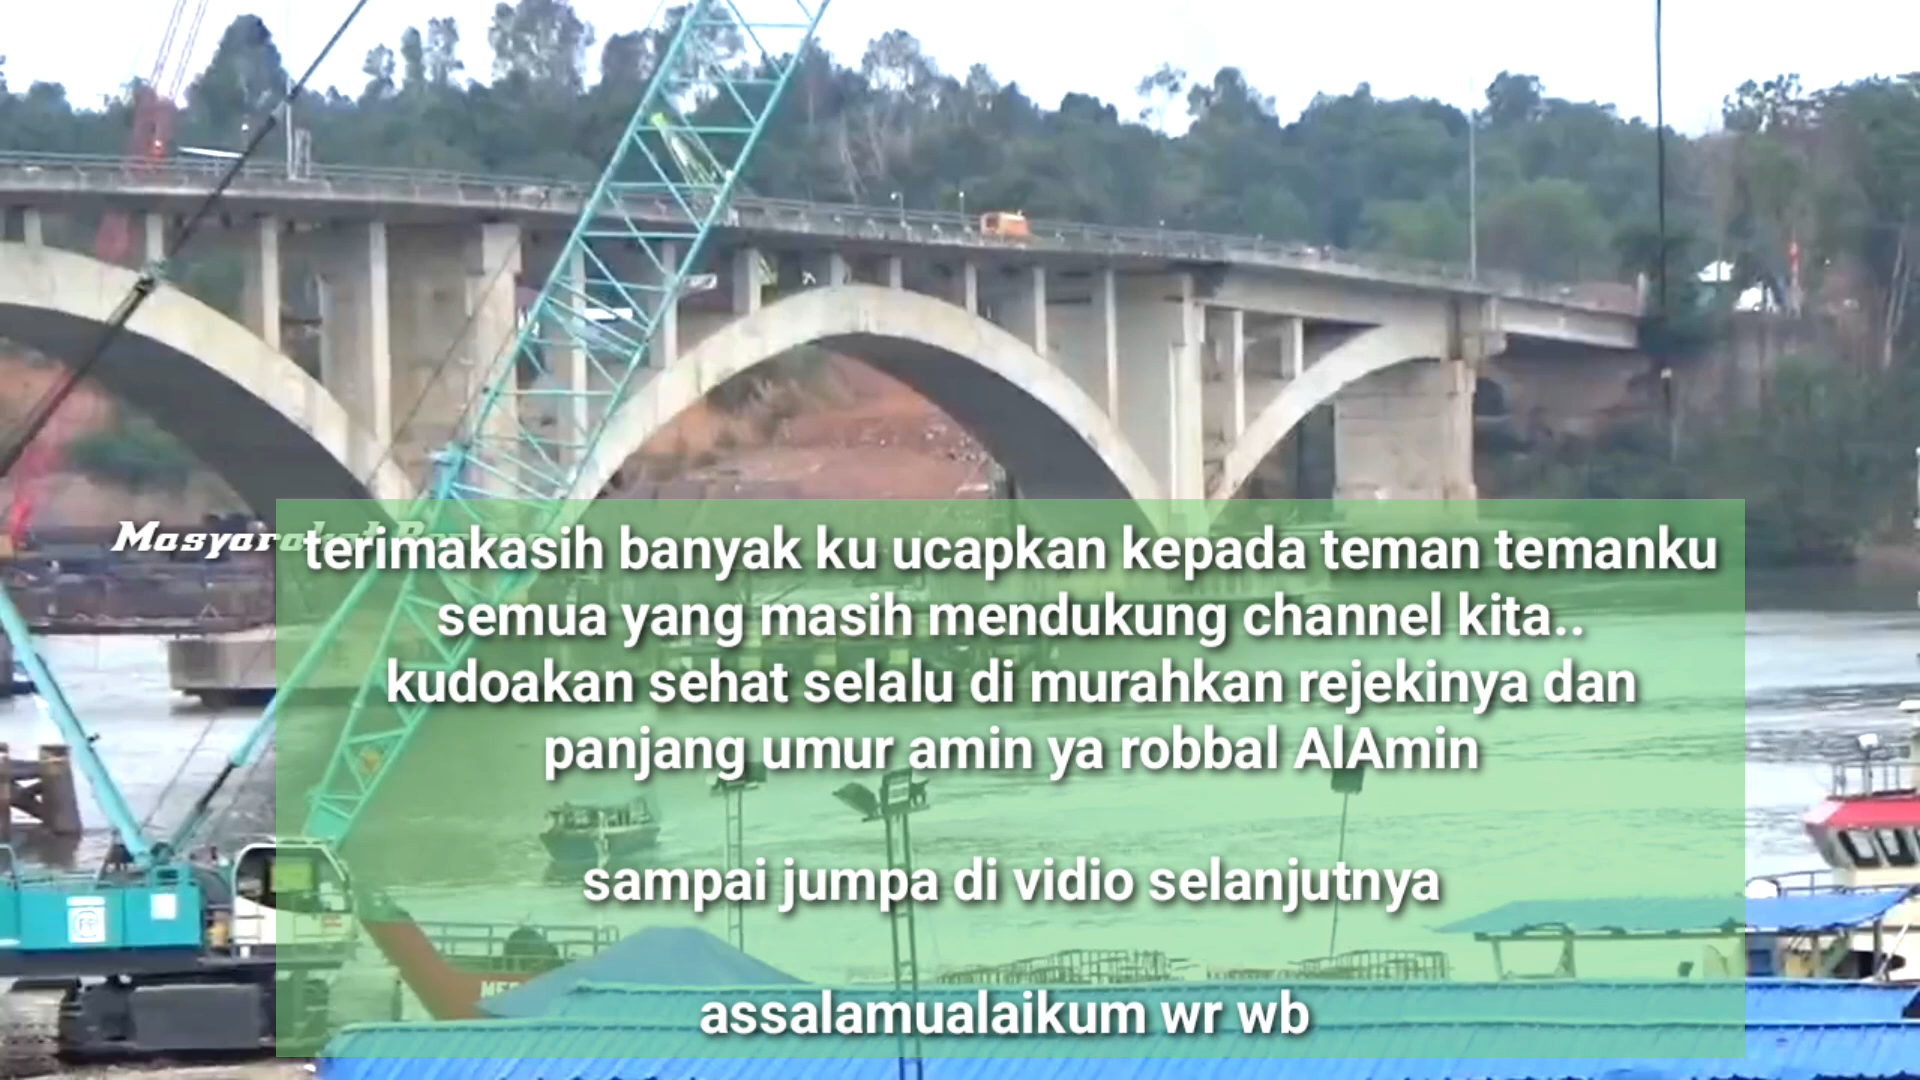 terimakasih banyak ku ucapkan kepada teman temanku
semua yang masih mendukung channel kita..
kudoakan sehat selalu di murahkan rejekinya dan
panjang umur amin ya robbal AlAmin
sampai jumpa di vidio selanjutnya
assalamualaikum wr wb
PP